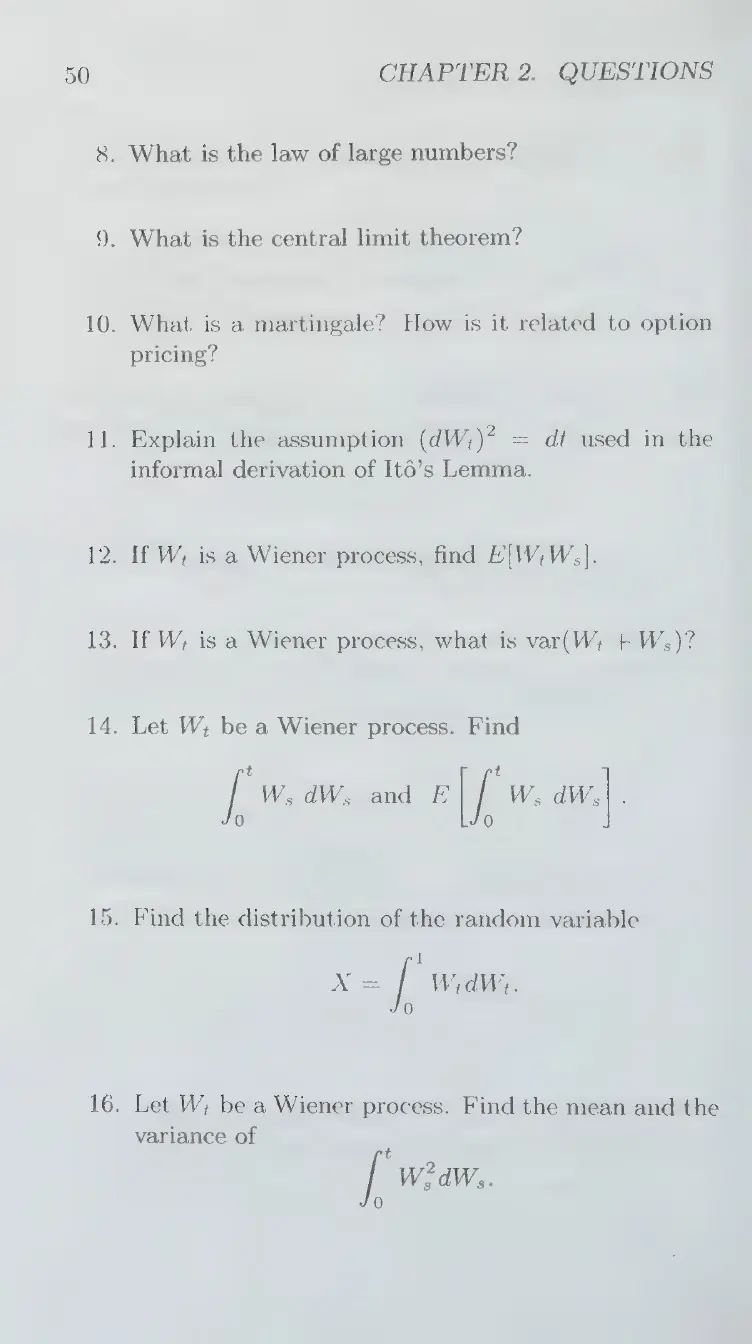 50 CHAPTER 2. QUESTIONS
8. What is the law of large numbers?
9. What is the central limit theorem?
10. What is a martingale? How is it related to option
pricing?
11. Explain the assumption (dW_t)^2 = dt used in the
informal derivation of Itô's Lemma.
12. If W_t is a Wiener process, find E[W_t W_s].
13. If W_t is a Wiener process, what is var(W_t + W_s)?
14. Let W_t be a Wiener process. Find
∫_0^t W_s dW_s and E [∫_0^t W_s dW_s] .
15. Find the distribution of the random variable
X = ∫_0^1 W_t dW_t.
16. Let W_t be a Wiener process. Find the mean and the
variance of
∫_0^t W_s^2 dW_s.